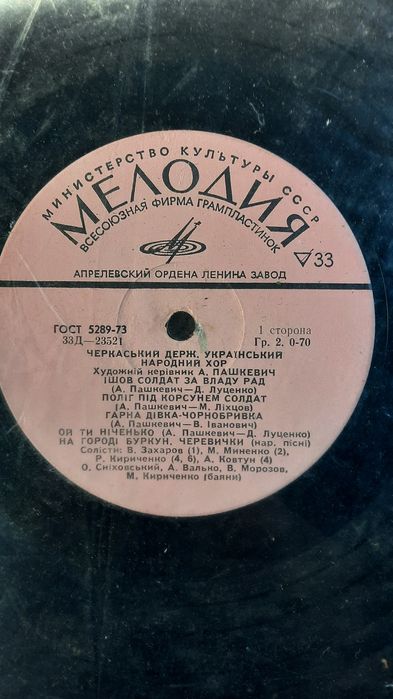 МИНИСТЕРСТВО КУЛЬТУРЫ СССР
МЕЛОДИЯ
ВСЕСОЮЗНАЯ ФИРМА ГРАМПЛАСТИНОК
33
АПРЕЛЕВСКИЙ ОРДЕНА ЛЕНИНА ЗАВОД
ГОСТ 5289-73
33Д—23521
1 сторона
Гр. 2. 0-70
ЧЕРКАСЬКИЙ ДЕРЖ. УКРАЇНСЬКИЙ
НАРОДНИЙ ХОР
Художній керівник А. ПАШКЕВИЧ
ІШОВ СОЛДАТ ЗА ВЛАДУ РАД
(А. Пашкевич—Д. Луценко)
ПОЛІГ ПІД КОРСУНЕМ СОЛДАТ
(А. Пашкевич—М. Ліхцов)
ГАРНА ДІВКА-ЧОРНОБРИВКА
(А. Пашкевич—В. Іванович)
ОЙ ТИ НІЧЕНЬКО (А. Пашкевич—Д. Луценко)
НА ГОРОДІ БУРКУН. ЧЕРЕВИЧКИ (нар. пісні)
Солісти: В. Захаров (1), М. Миненко (2),
Р. Кириченко (4, 6), А. Ковтун (4)
О. Сніховський, А. Валько, В. Морозов,
М. Кириченко (баяни)